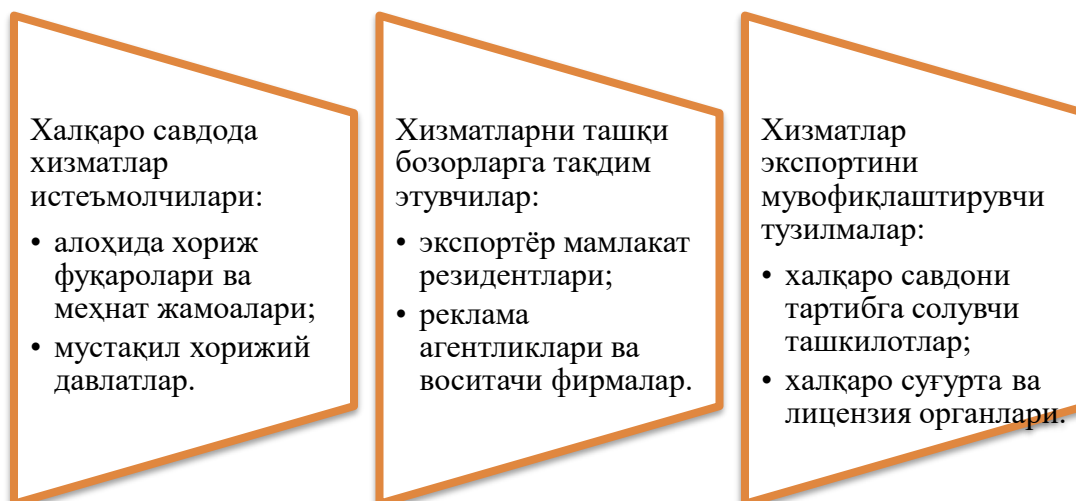 Халқаро савдода
хизматлар
истеъмолчилари:
• алоҳида хориж
фуқаролари ва
меҳнат жамоалари;
• мустақил хорижий
давлатлар.
Хизматларни ташқи
бозорларга тақдим
этувчилар:
• экспортёр мамлакат
резидентлари;
• реклама
агентликлари ва
воситачи фирмалар.
Хизматлар
экспортини
мувофиқлаштирувчи
тузилмалар:
• халқаро савдони
тартибга солувчи
ташкилотлар;
• халқаро суғурта ва
лицензия органлари.